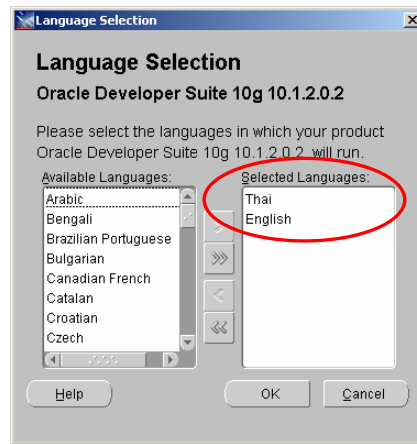 Language Selection
Language Selection
Oracle Developer Suite 10g 10.1.2.0.2
Please select the languages in which your product
Oracle Developer Suite 10g 10.1.2.0.2 will run.
Available Languages:
Arabic
Bengali
Brazilian Portuguese
Bulgarian
Canadian French
Catalan
Croatian
Czech
Selected Languages:
Thai
English
Help
OK
Cancel